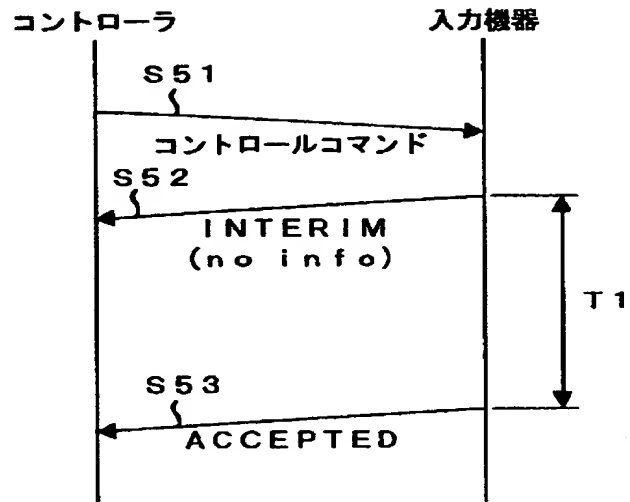 コントローラ
入力機器
S51
コントロールコマンド
S52
INTERIM
(no info)
T1
S53
ACCEPTED